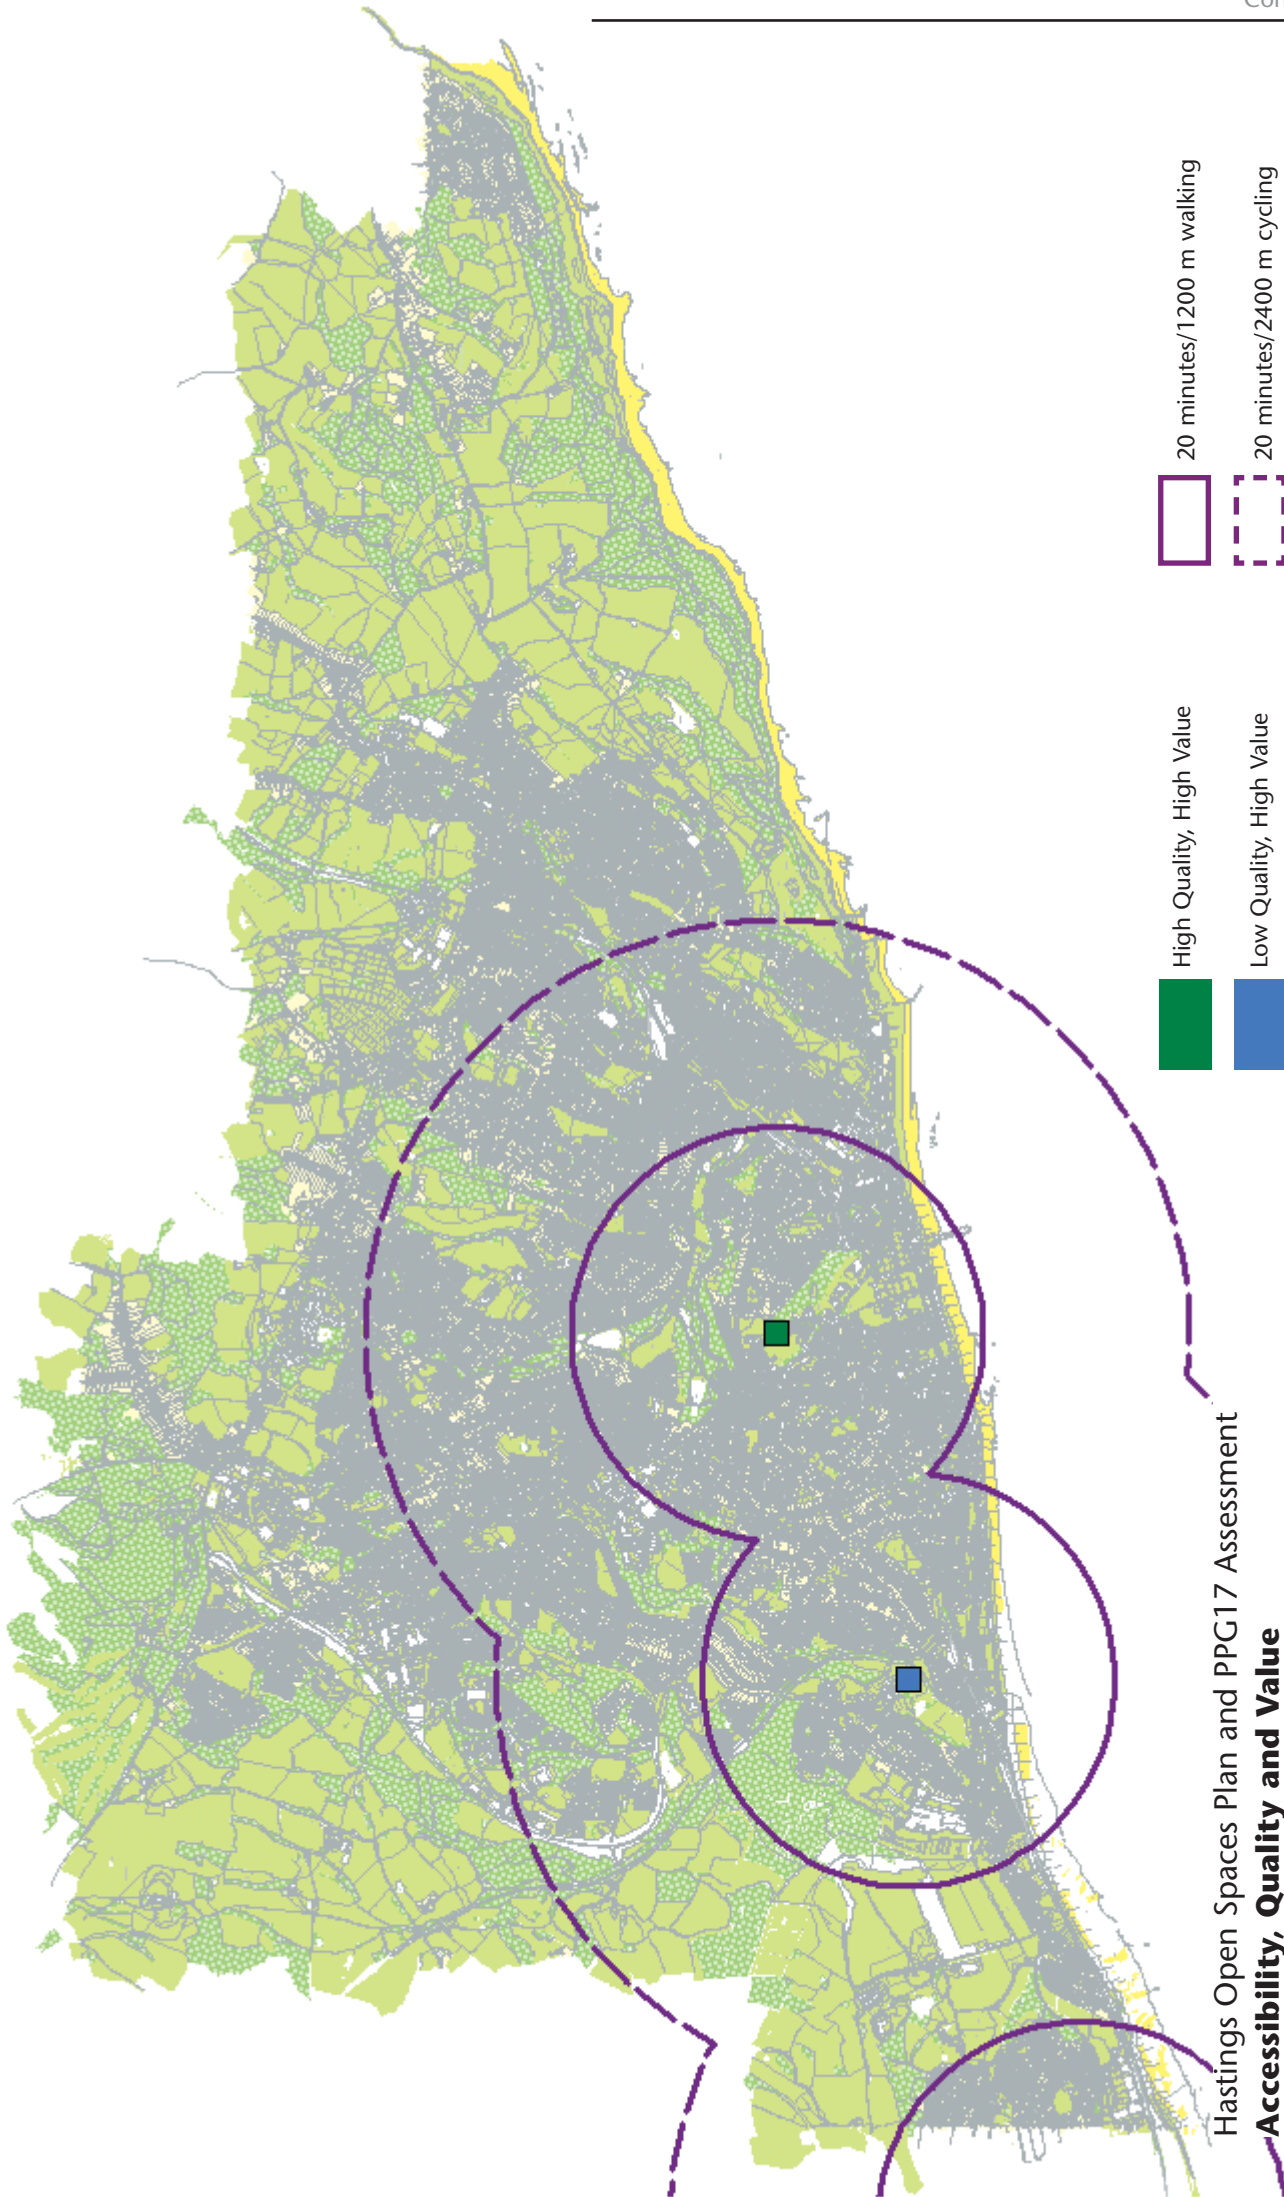 Hastings Open Spaces Plan and PPG17 Assessment
Accessibility, Quality and Value
High Quality, High Value
Low Quality, High Value
20 minutes/1200 m walking
20 minutes/2400 m cycling